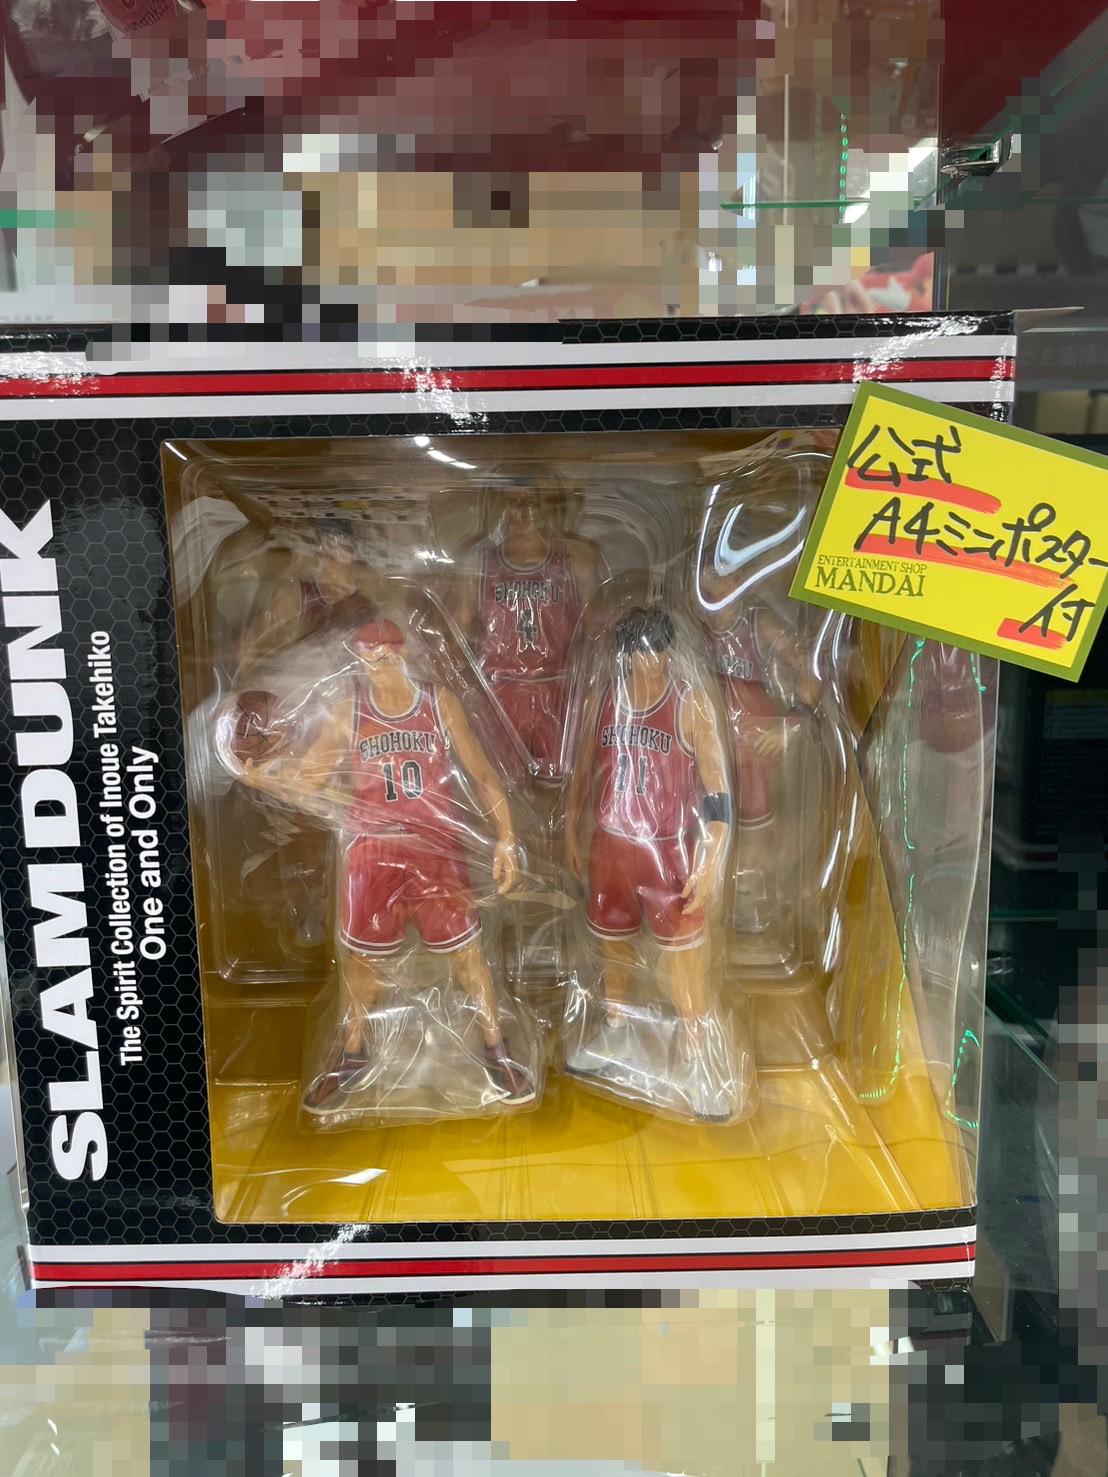 SLAM DUNK
The Spirit Collection of Inoue Takehiko
One and Only
公式
A4ミニポスター
付
ENTERTAINMENT SHOP
MANDAI
SHOHOKU
4
SHOHOKU
10
SHOHOKU
11
OKU